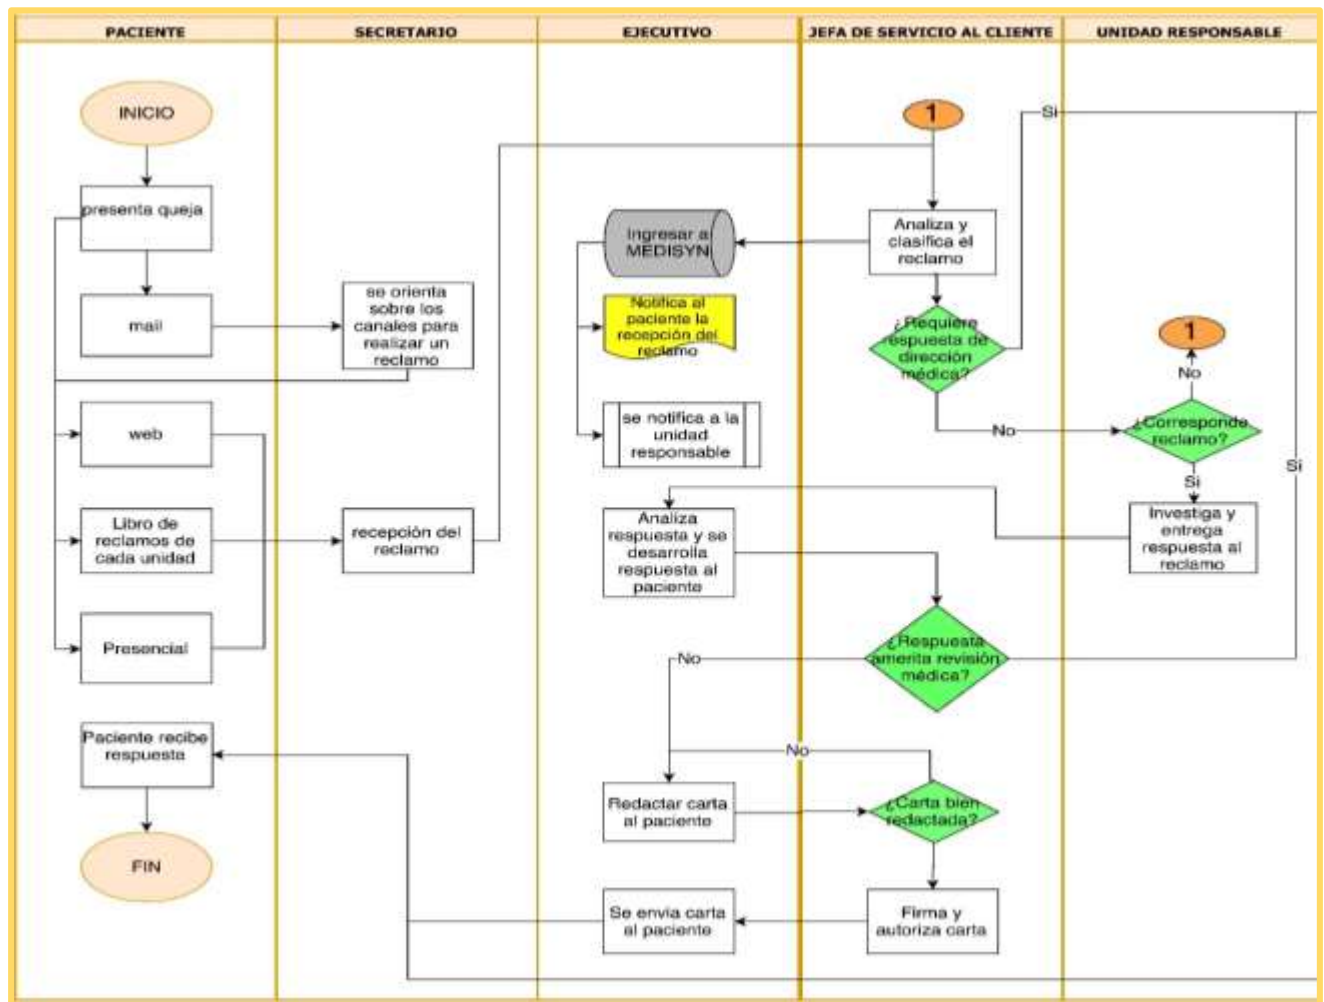 PACIENTE
SECRETARIO
EJECUTIVO
JEFA DE SERVICIO AL CLIENTE
UNIDAD RESPONSABLE
INICIO
1
Si
presenta queja
Ingresar a
MEDISYN
Analiza y
clasifica el
reclamo
mail
se orienta
sobre los
canales para
realizar un
reclamo
Notifica al
paciente la
recepción del
reclamo
¿Requiere
respuesta de
dirección
médica?
1
No
web
se notifica a la
unidad
responsable
No
¿Corresponde
reclamo?
Si
Si
Libro de
reclamos de
cada unidad
recepción del
reclamo
Analiza
respuesta y se
desarrolla
respuesta al
paciente
Investiga y
entrega
respuesta al
reclamo
Presencial
No
¿Respuesta
amerita revisión
médica?
Paciente recibe
respuesta
No
Redactar carta
al paciente
¿Carta bien
redactada?
FIN
Se envia carta
al paciente
Firma y
autoriza carta